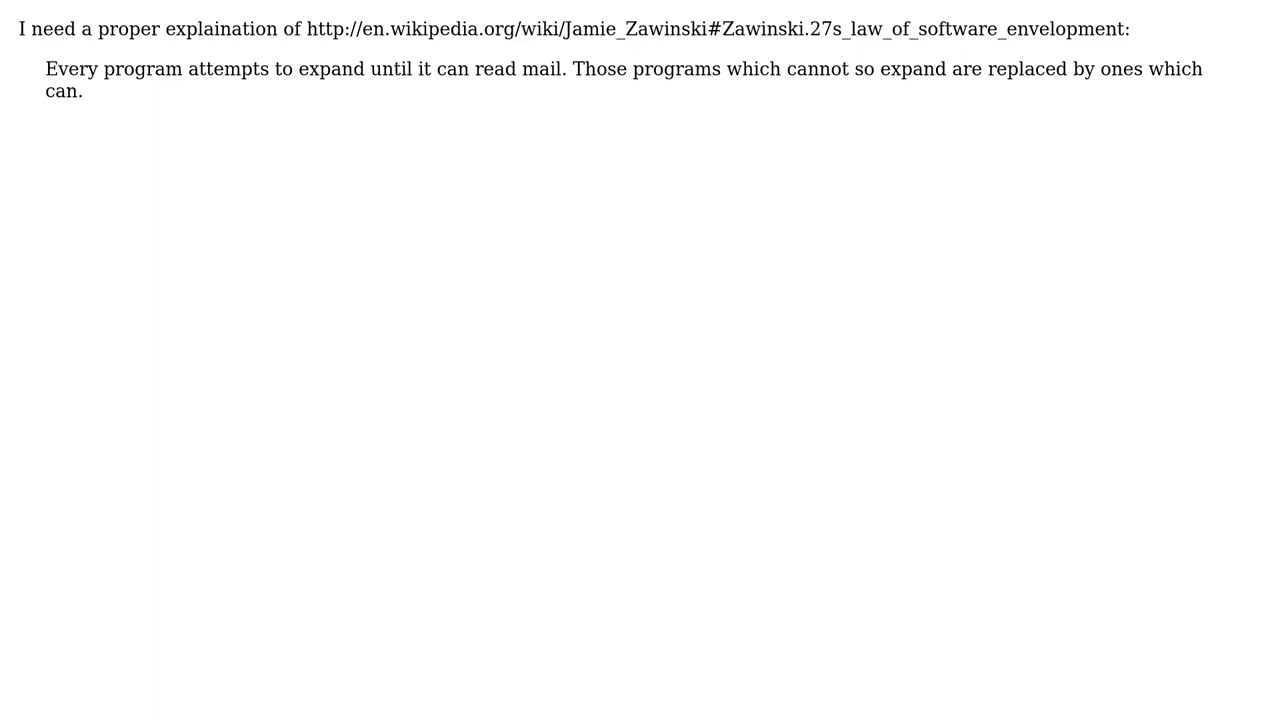 I need a proper explaination of http://en.wikipedia.org/wiki/Jamie_Zawinski#Zawinski.27s_law_of_software_envelopment:
Every program attempts to expand until it can read mail. Those programs which cannot so expand are replaced by ones which
can.